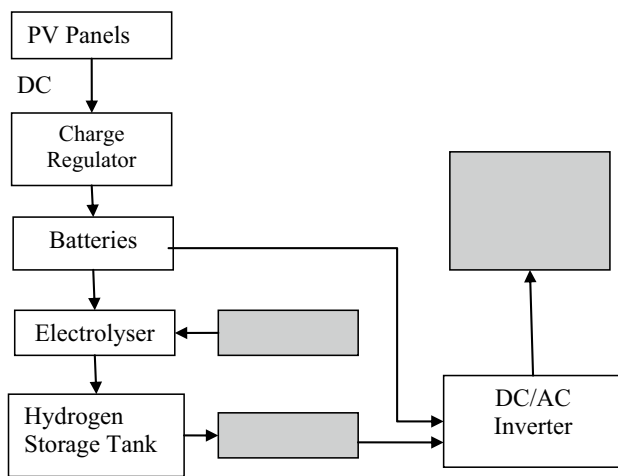 PV Panels
DC
Charge
Regulator
Batteries
Electrolyser
Hydrogen
Storage Tank
DC/AC
Inverter